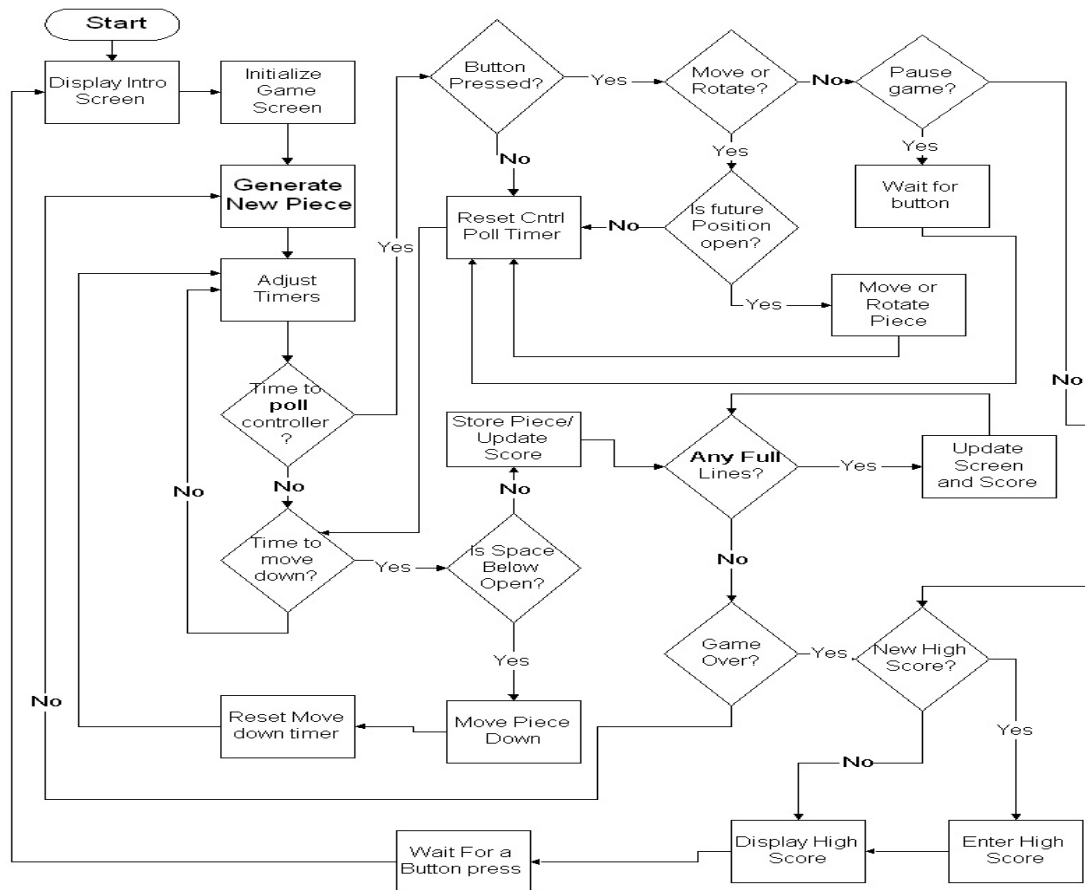 Start
Display Intro
Screen
Initialize
Game
Screen
Button
Pressed?
Yes
Move or
Rotate?
No
Pause
game?
No
Yes
Yes
Generate
New Piece
Yes
Reset Cntrl
Poll Timer
No
Is future
Position
open?
Wait for
button
Adjust
Timers
Yes
Move or
Rotate
Piece
No
Time to
poll
controller
?
Store Piece/
Update
Score
Any Full
Lines?
Yes
Update
Screen
and Score
No
No
No
Time to
move
down?
Yes
Is Space
Below
Open?
No
Yes
Game
Over?
Yes
New High
Score?
No
Reset Move
down timer
Move Piece
Down
Yes
No
Wait For a
Button press
Display High
Score
Enter High
Score